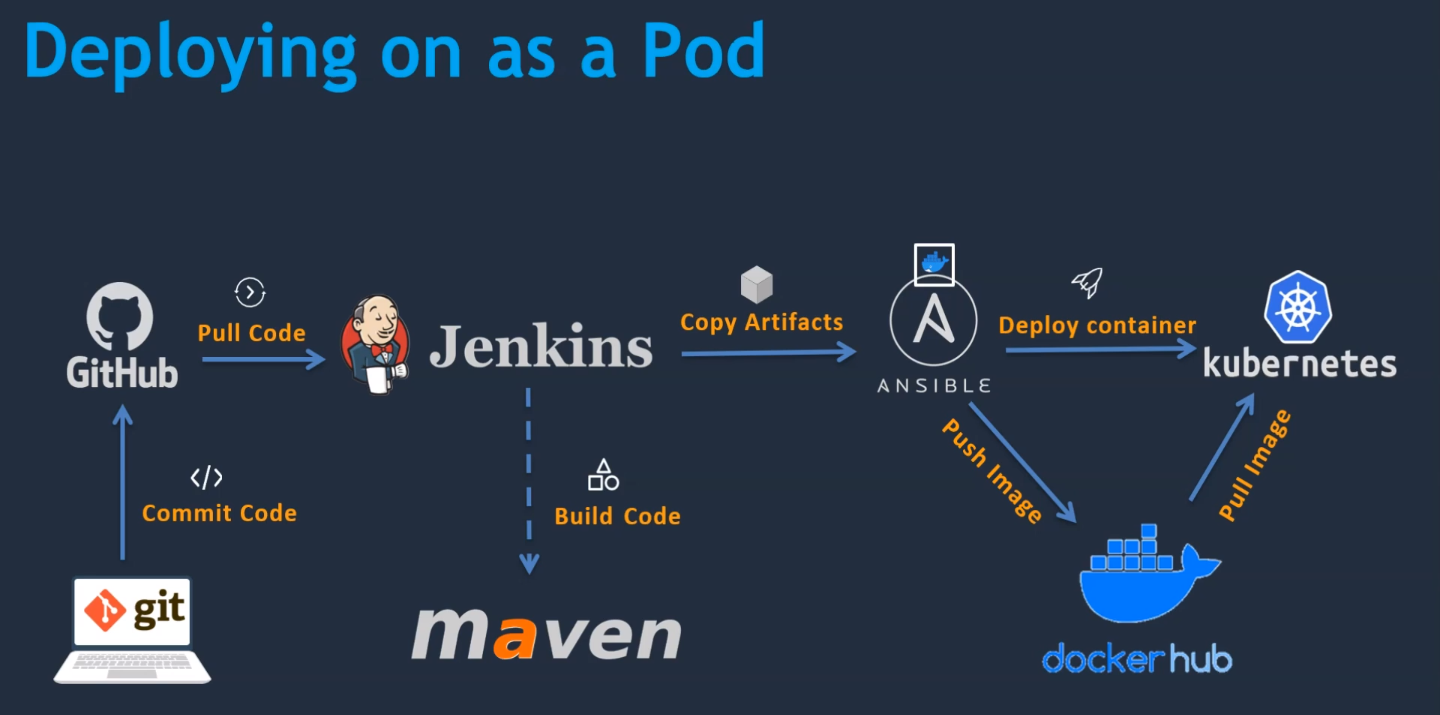 Deploying on as a Pod
GitHub
Pull Code
Jenkins
Copy Artifacts
ANSIBLE
Deploy container
kubernetes
Commit Code
Build Code
Push Image
Pull Image
git
maven
docker hub